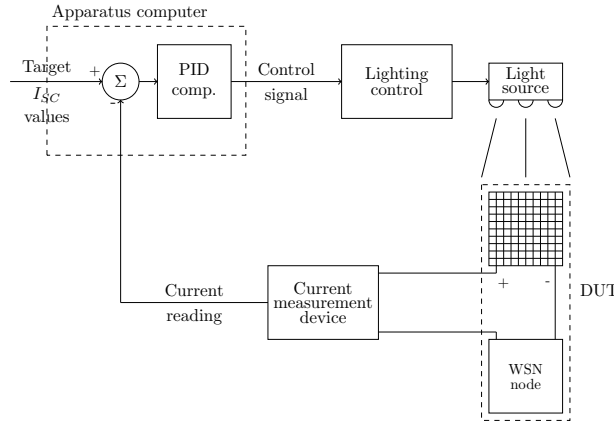 Apparatus computer
Target
I_SC
values
+
-
Σ
PID
comp.
Control
signal
Lighting
control
Light
source
Current
reading
Current
measurement
device
+
-
DUT
WSN
node